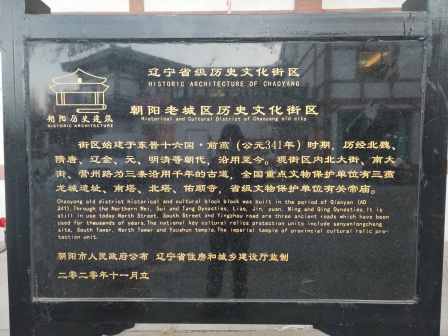 辽宁省级历史文化街区
HISTORIC ARCHITECTURE OF CHAOYANG
朝阳历史建筑
HISTORIC ARCHITECTURE
朝阳老城区历史文化街区
Historical and Cultural District of Chaoyang old city
街区始建于东晋十六国·前燕（公元341年）时期，历经北魏、
隋唐、辽金、元、明清等朝代，沿用至今。现街区内北大街、南大
街、营州路为三条沿用千年的古道，全国重点文物保护单位有三燕
龙城遗址、南塔、北塔、佑顺寺，省级文物保护单位有关帝庙。
Chaoyang old district historical and cultural block block was built in the period of Qianyan (AD
341).Through the Northern Wei, Sui and Tang Dynasties, Liao, Jin, yuan, Ming and Qing Dynasties,It is
still in use today.North Street, South Street and Yingzhou road are three ancient roads which have been
used for thousands of years.The national key cultural relics protection units include sanyanlongcheng
site, South Tower, North Tower and Youshun temple.The imperial temple of provincial cultural relic pro-
tection unit.
朝阳市人民政府公布 辽宁省住房和城乡建设厅监制
二〇二〇年十一月立